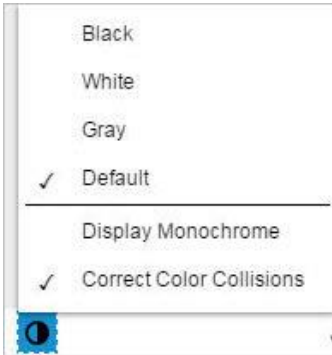 Black
White
Gray
✓ Default
Display Monochrome
✓ Correct Color Collisions